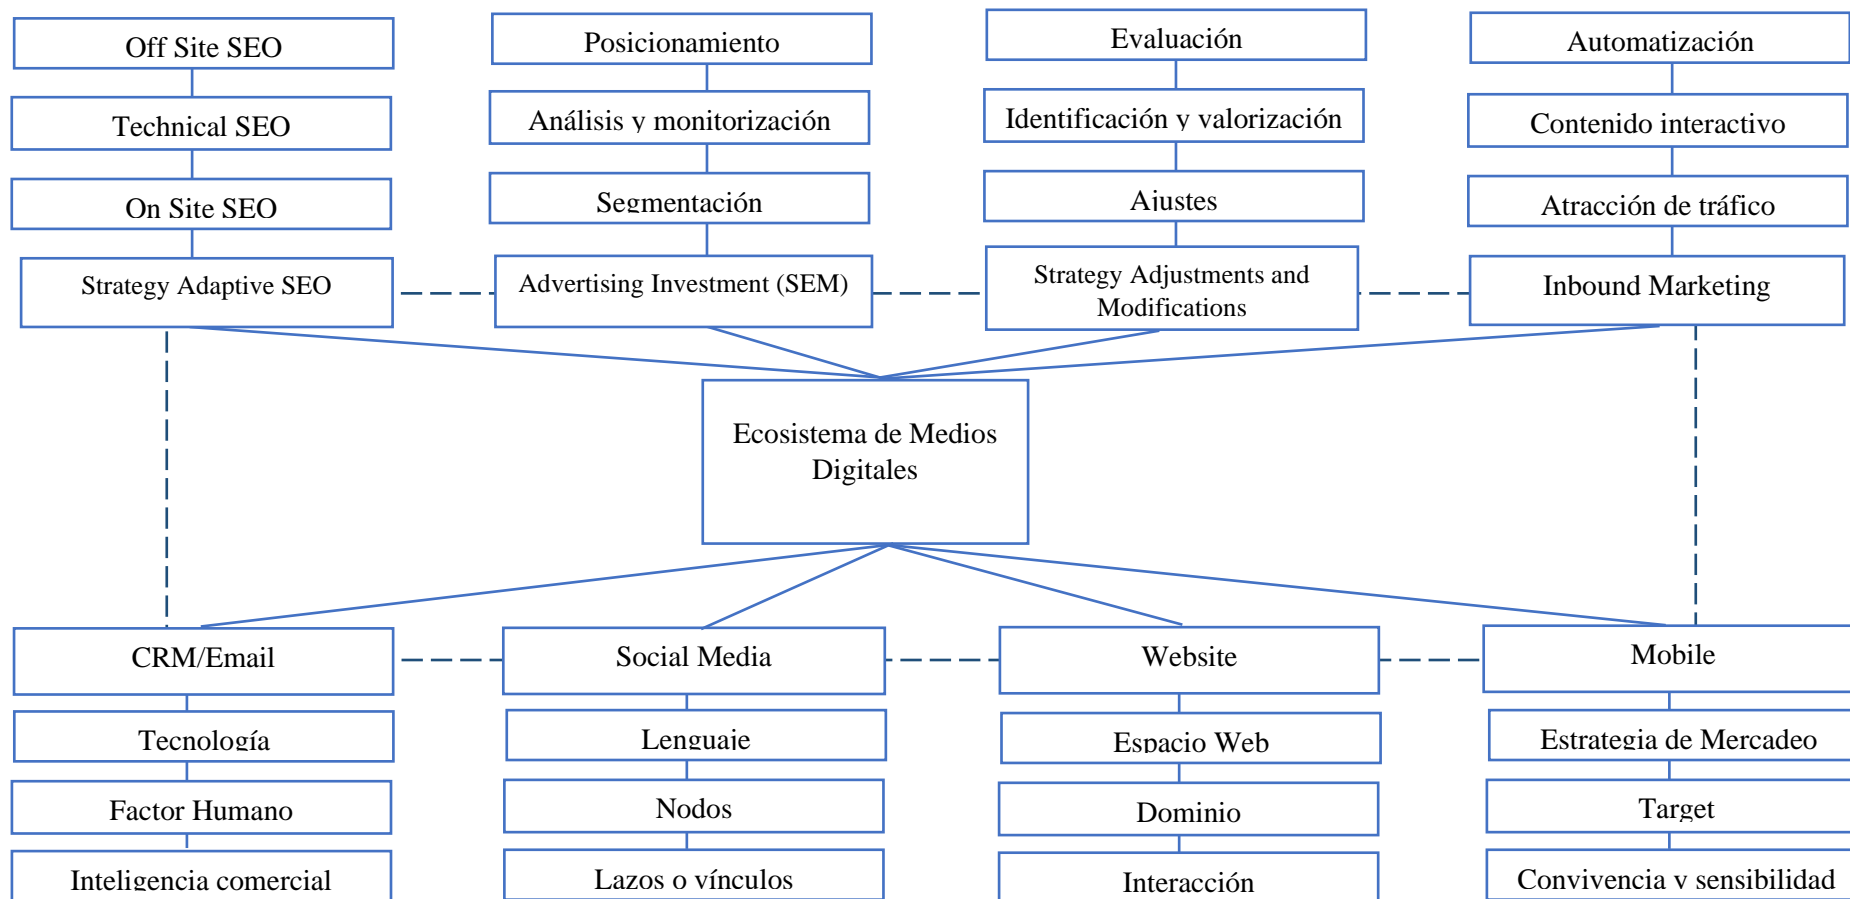 Off Site SEO
Posicionamiento
Evaluación
Automatización
Technical SEO
Análisis y monitorización
Identificación y valorización
Contenido interactivo
On Site SEO
Segmentación
Ajustes
Atracción de tráfico
Strategy Adaptive SEO
Advertising Investment (SEM)
Strategy Adjustments and
Modifications
Inbound Marketing
Ecosistema de Medios
Digitales
CRM/Email
Social Media
Website
Mobile
Tecnología
Lenguaje
Espacio Web
Estrategia de Mercadeo
Factor Humano
Nodos
Dominio
Target
Inteligencia comercial
Lazos o vínculos
Interacción
Convivencia y sensibilidad